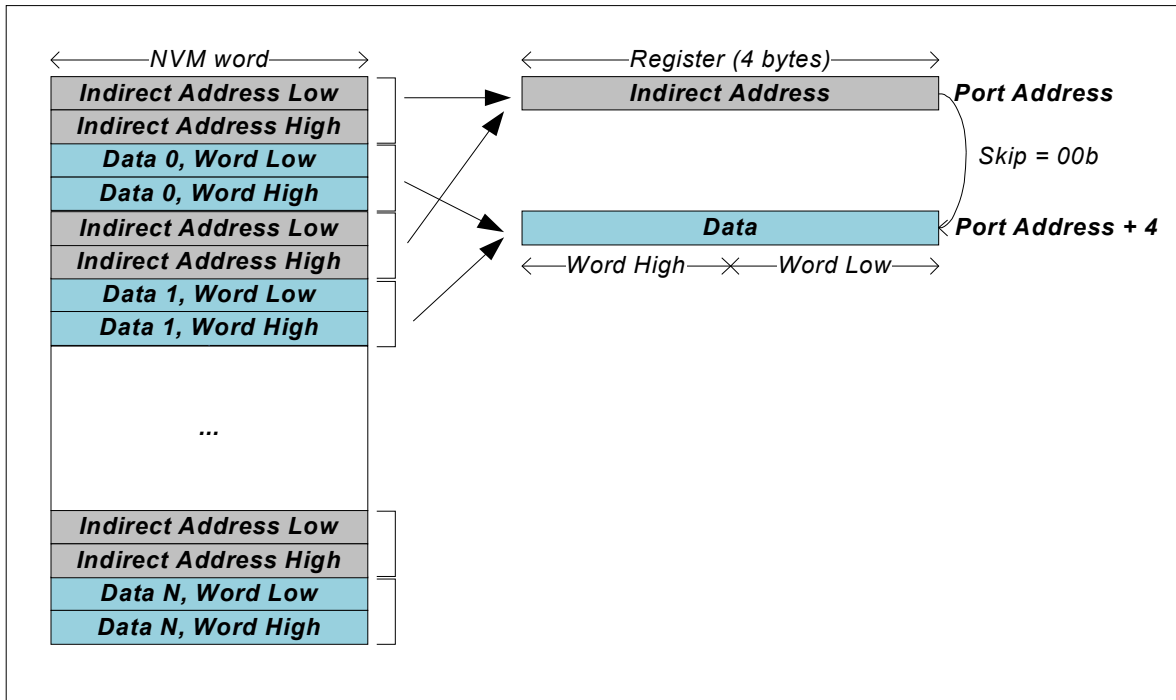 NVM word
Indirect Address Low
Indirect Address High
Data 0, Word Low
Data 0, Word High
Indirect Address Low
Indirect Address High
Data 1, Word Low
Data 1, Word High
...
Indirect Address Low
Indirect Address High
Data N, Word Low
Data N, Word High
Register (4 bytes)
Indirect Address
Port Address
Skip = 00b
Data
Port Address + 4
Word High
Word Low